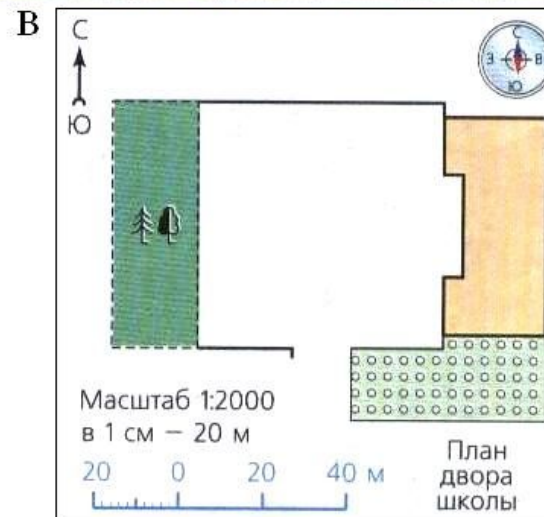 В
С
Ю
С
З В
Ю
Масштаб 1:2000
в 1 см – 20 м
20 0 20 40 м
План
двора
школы